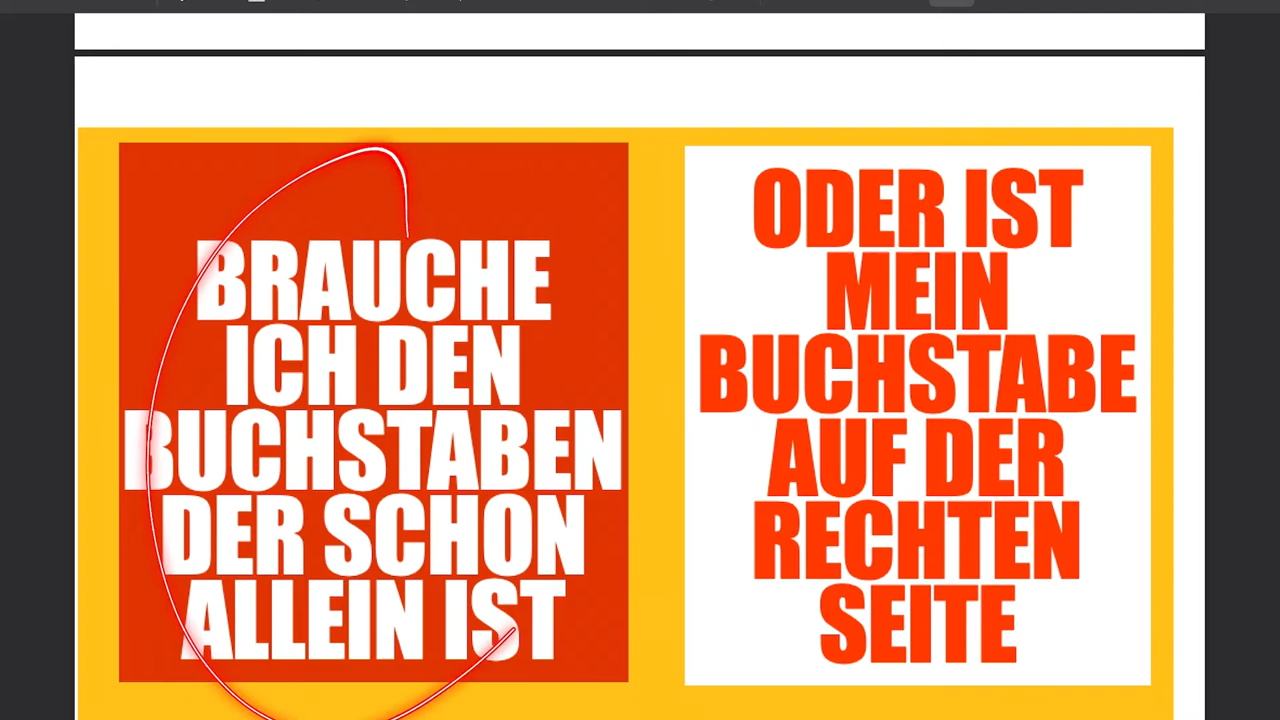 BRAUCHE
ICH DEN
BUCHSTABEN
DER SCHON
ALLEIN IST
ODER IST
MEIN
BUCHSTABE
AUF DER
RECHTEN
SEITE